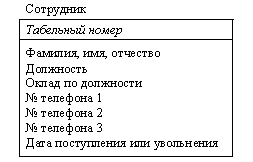 Сотрудник
Табельный номер
Фамилия, имя, отчество
Должность
Оклад по должности
№ телефона 1
№ телефона 2
№ телефона 3
Дата поступления или увольнения